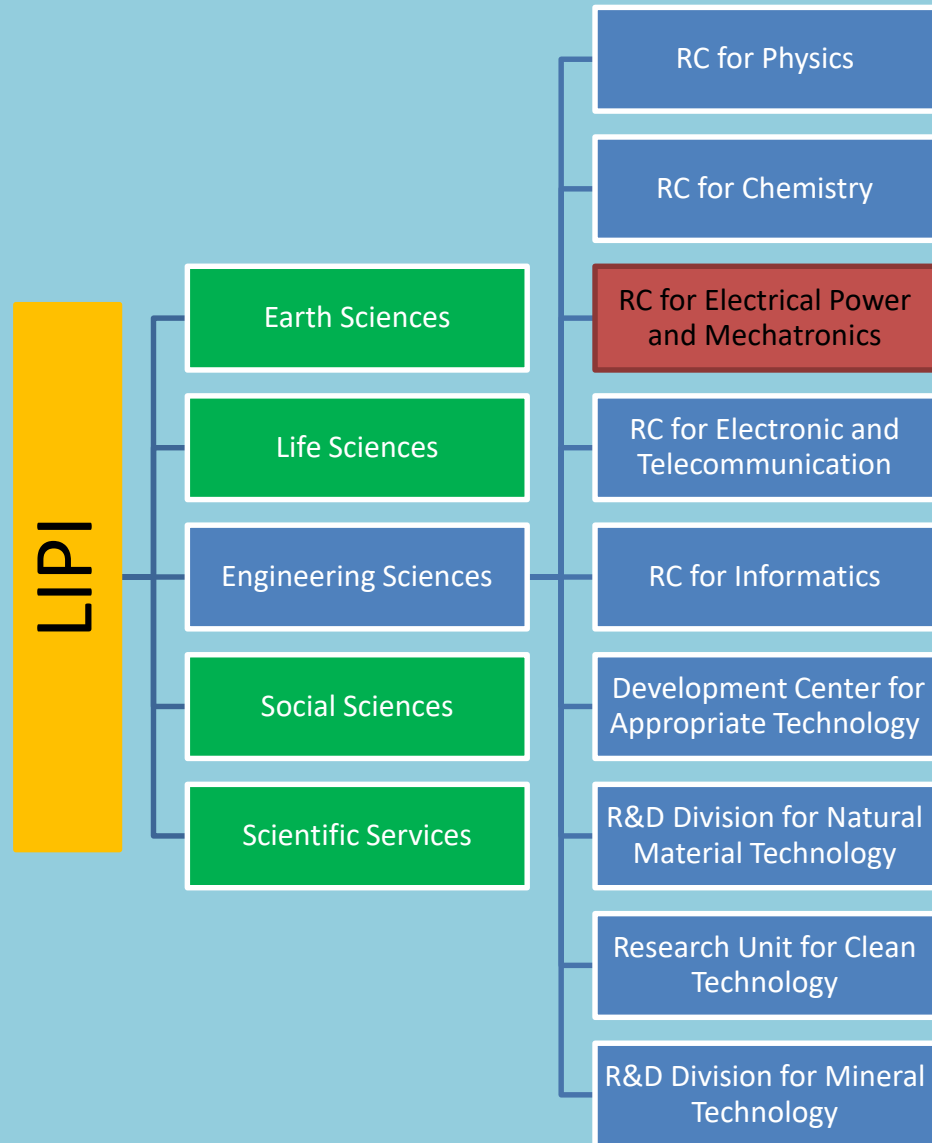 LIPI
Earth Sciences
Life Sciences
Engineering Sciences
Social Sciences
Scientific Services
RC for Physics
RC for Chemistry
RC for Electrical Power
and Mechatronics
RC for Electronic and
Telecommunication
RC for Informatics
Development Center for
Appropriate Technology
R&D Division for Natural
Material Technology
Research Unit for Clean
Technology
R&D Division for Mineral
Technology